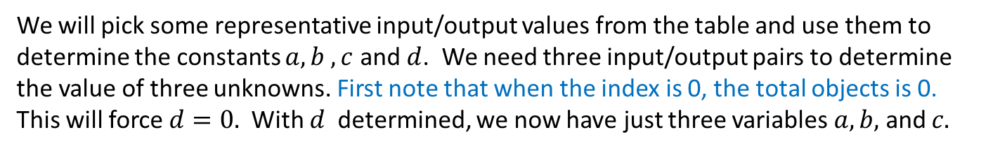 We will pick some representative input/output values from the table and use them to
determine the constants a, b , c and d.  We need three input/output pairs to determine
the value of three unknowns. First note that when the index is 0, the total objects is 0.
This will force d = 0.  With d  determined, we now have just three variables a, b, and c.